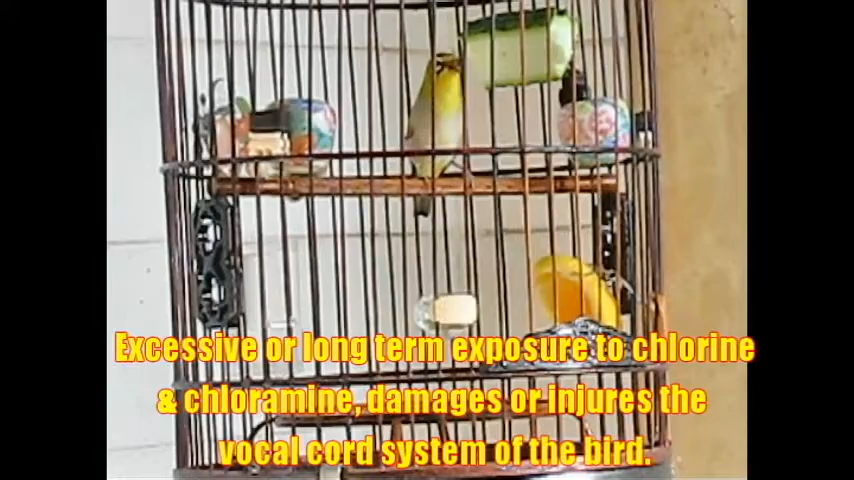 Excessive or long term exposure to chlorine
& chloramine, damages or injures the
vocal cord system of the bird.